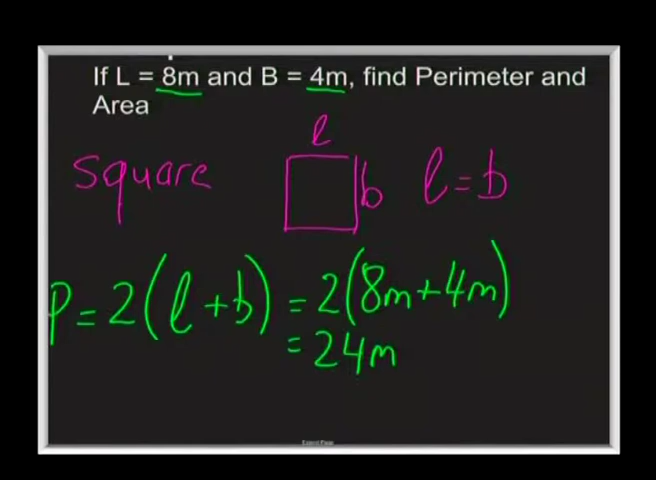 If L = 8m and B = 4m, find Perimeter and
Area
square
l
b
l = b
P = 2(l + b) = 2(8m + 4m)
= 24m